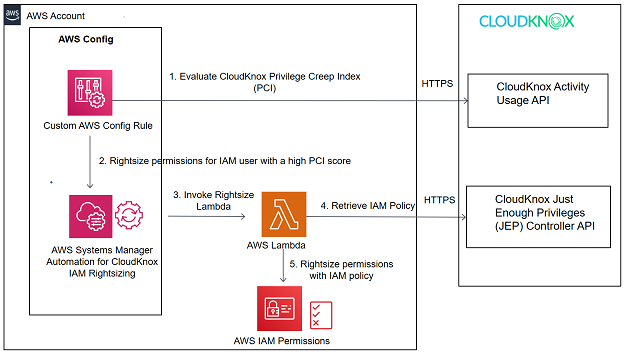 aws
AWS Account
CLOUDKNOX
AWS Config
1. Evaluate CloudKnox Privilege Creep Index
(PCI)
HTTPS
CloudKnox Activity
Usage API
Custom AWS Config Rule
2. Rightsize permissions for IAM user with a high PCI score
3. Invoke Rightsize
Lambda
4. Retrieve IAM Policy
HTTPS
CloudKnox Just
Enough Privileges
(JEP) Controller API
AWS Systems Manager
Automation for CloudKnox
IAM Rightsizing
AWS Lambda
5. Rightsize permissions
with IAM policy
AWS IAM Permissions